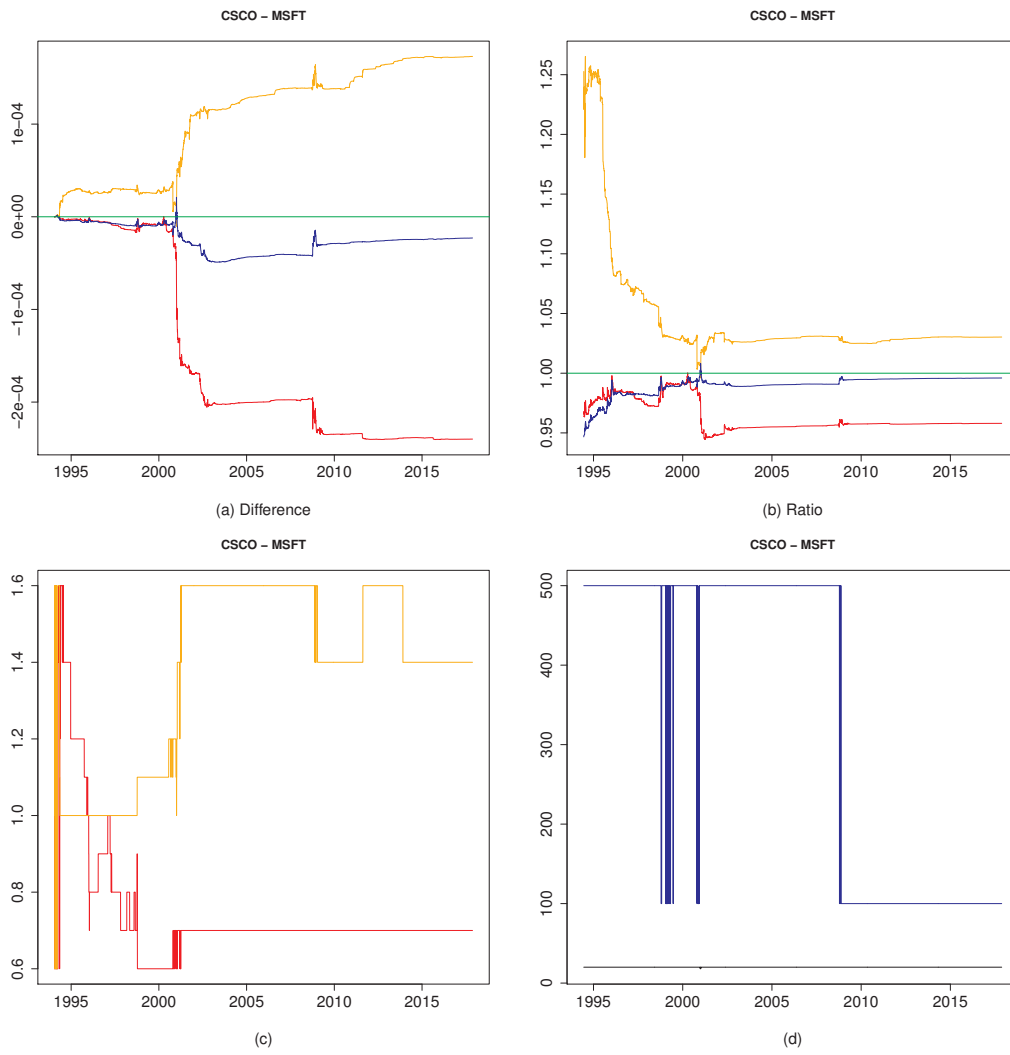 CSCO – MSFT
CSCO – MSFT
1e−04
0e+00
−1e−04
−2e−04
1995 2000 2005 2010 2015
1.25
1.20
1.15
1.10
1.05
1.00
0.95
1995 2000 2005 2010 2015
(a) Difference
(b) Ratio
CSCO – MSFT
CSCO – MSFT
1.6
1.4
1.2
1.0
0.8
0.6
1995 2000 2005 2010 2015
500
400
300
200
100
0
1995 2000 2005 2010 2015
(c)
(d)